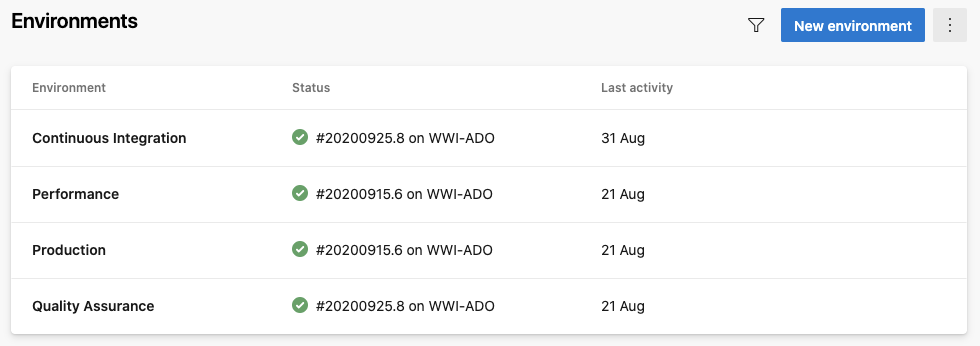 Environments
New environment
Environment Status Last activity
Continuous Integration #20200925.8 on WWI-ADO 31 Aug
Performance #20200915.6 on WWI-ADO 21 Aug
Production #20200915.6 on WWI-ADO 21 Aug
Quality Assurance #20200925.8 on WWI-ADO 21 Aug